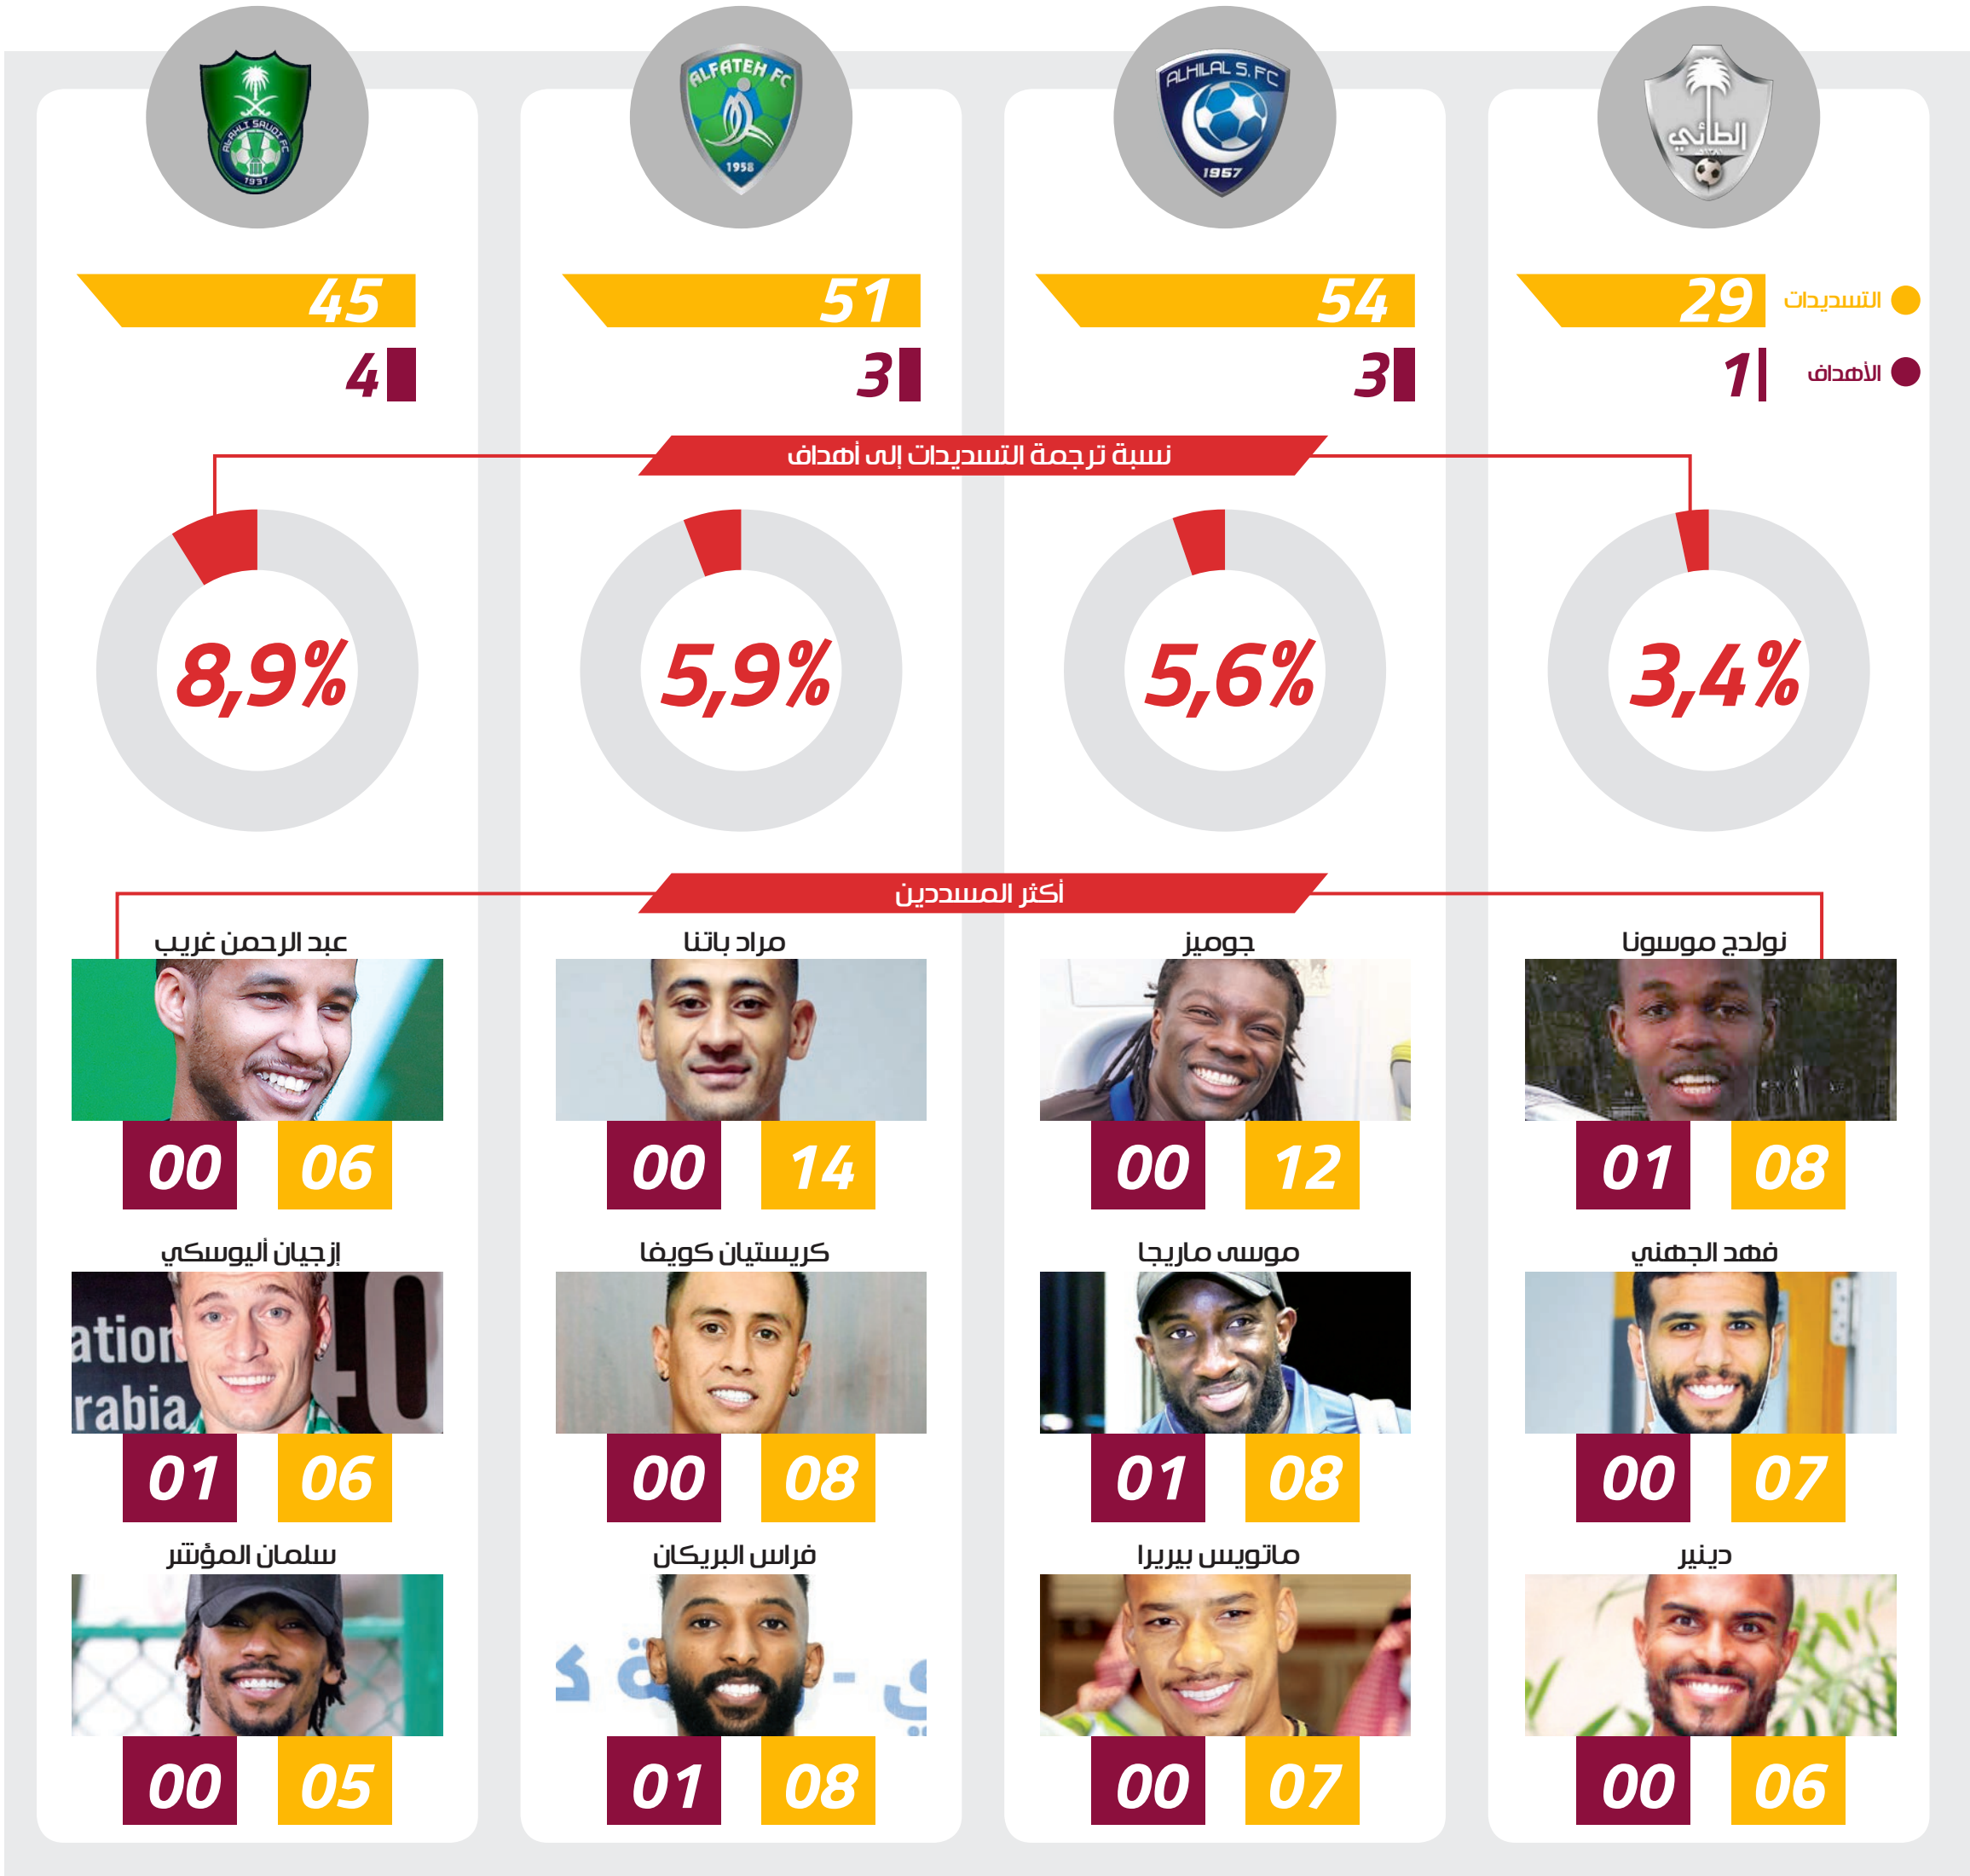 الطائي
ALHILAL S. FC
1957
ALFATEH FC
1958
AL-AHLI SAUDI FC
1937
التسديدات
29
54
51
45
الأهداف
1
3
3
4
نسبة ترجمة التسديدات إلى أهداف
3,4%
5,6%
5,9%
8,9%
أكثر المسددين
نولدج موسونا
جوميز
مراد باتنا
عبد الرحمن غريب
08 01
12 00
14 00
06 00
فهد الجهني
موسى ماريجا
كريستيان كويفا
إزجيان أليوسكي
ation
rabia
40
07 00
08 01
08 00
06 01
دينير
ماتويس بيريرا
فراس البريكان
سلمان المؤشر
06 00
07 00
08 01
05 00